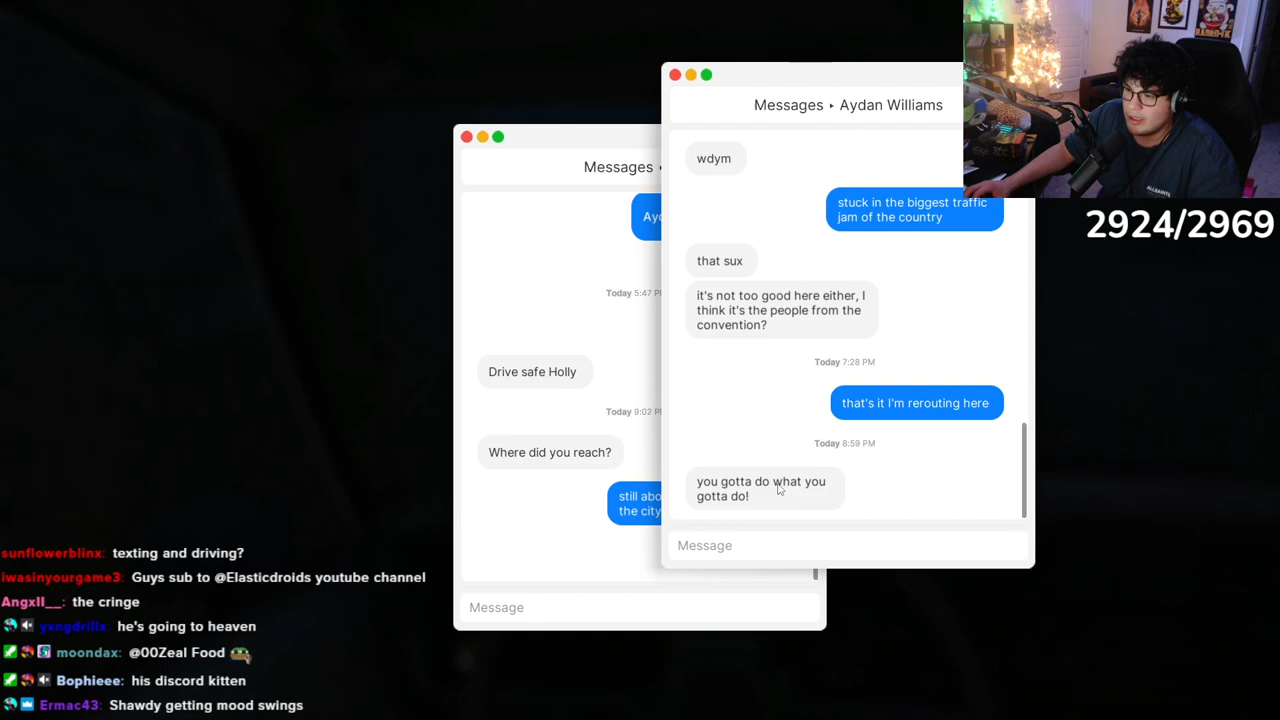 Messages ▸ Aydan Williams
wdym
stuck in the biggest traffic
jam of the country
that sux
it's not too good here either, I
think it's the people from the
convention?
Today 7:28 PM
that's it I'm rerouting here
Today 8:59 PM
you gotta do what you
gotta do!
Message
Messages
Today 5:47 
Drive safe Holly
Today 9:02 
Where did you reach?
still 
the city
Message
2924/2969
sunflowerblinx: texting and driving?
iwasinyourgame3: Guys sub to @Elasticdroids youtube channel
AngxII__: the cringe
yxngdrillx: he's going to heaven
moondax: @00Zeal Food
Bophieee: his discord kitten
Ermac43: Shawdy getting mood swings
ALLSAINTS